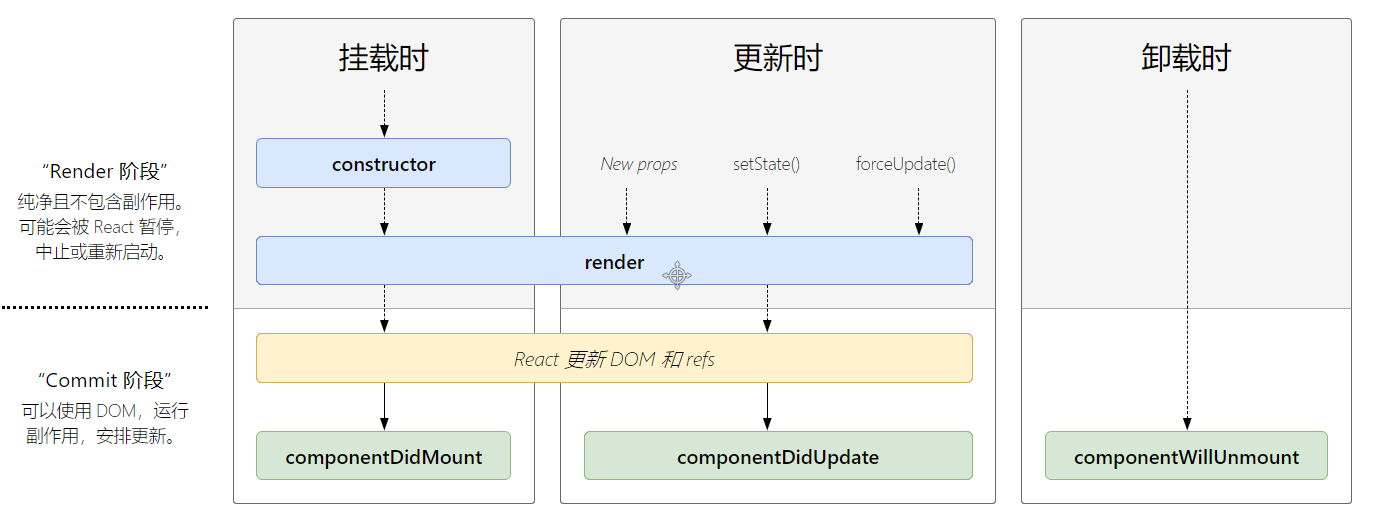 挂载时
更新时
卸载时
“Render 阶段”
纯净且不包含副作用。
可能会被 React 暂停，
中止或重新启动。
constructor
New props
setState()
forceUpdate()
render
React 更新 DOM 和 refs
“Commit 阶段”
可以使用 DOM，运行
副作用，安排更新。
componentDidMount
componentDidUpdate
componentWillUnmount